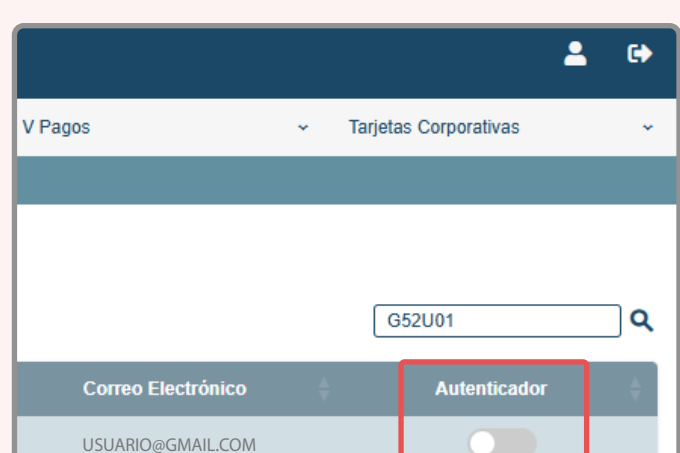 V Pagos Tarjetas Corporativas
G52U01
Correo Electrónico Autenticador
USUARIO@GMAIL.COM